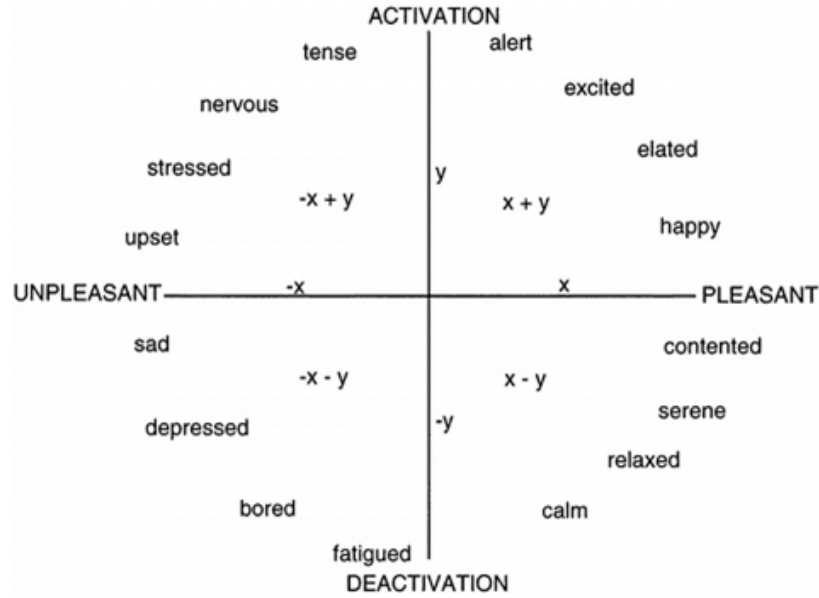 ACTIVATION
tense
alert
excited
nervous
elated
stressed
y
-x + y
x + y
happy
upset
UNPLEASANT
-x
x
PLEASANT
sad
contented
-x - y
x - y
serene
-y
depressed
relaxed
bored
calm
fatigued
DEACTIVATION